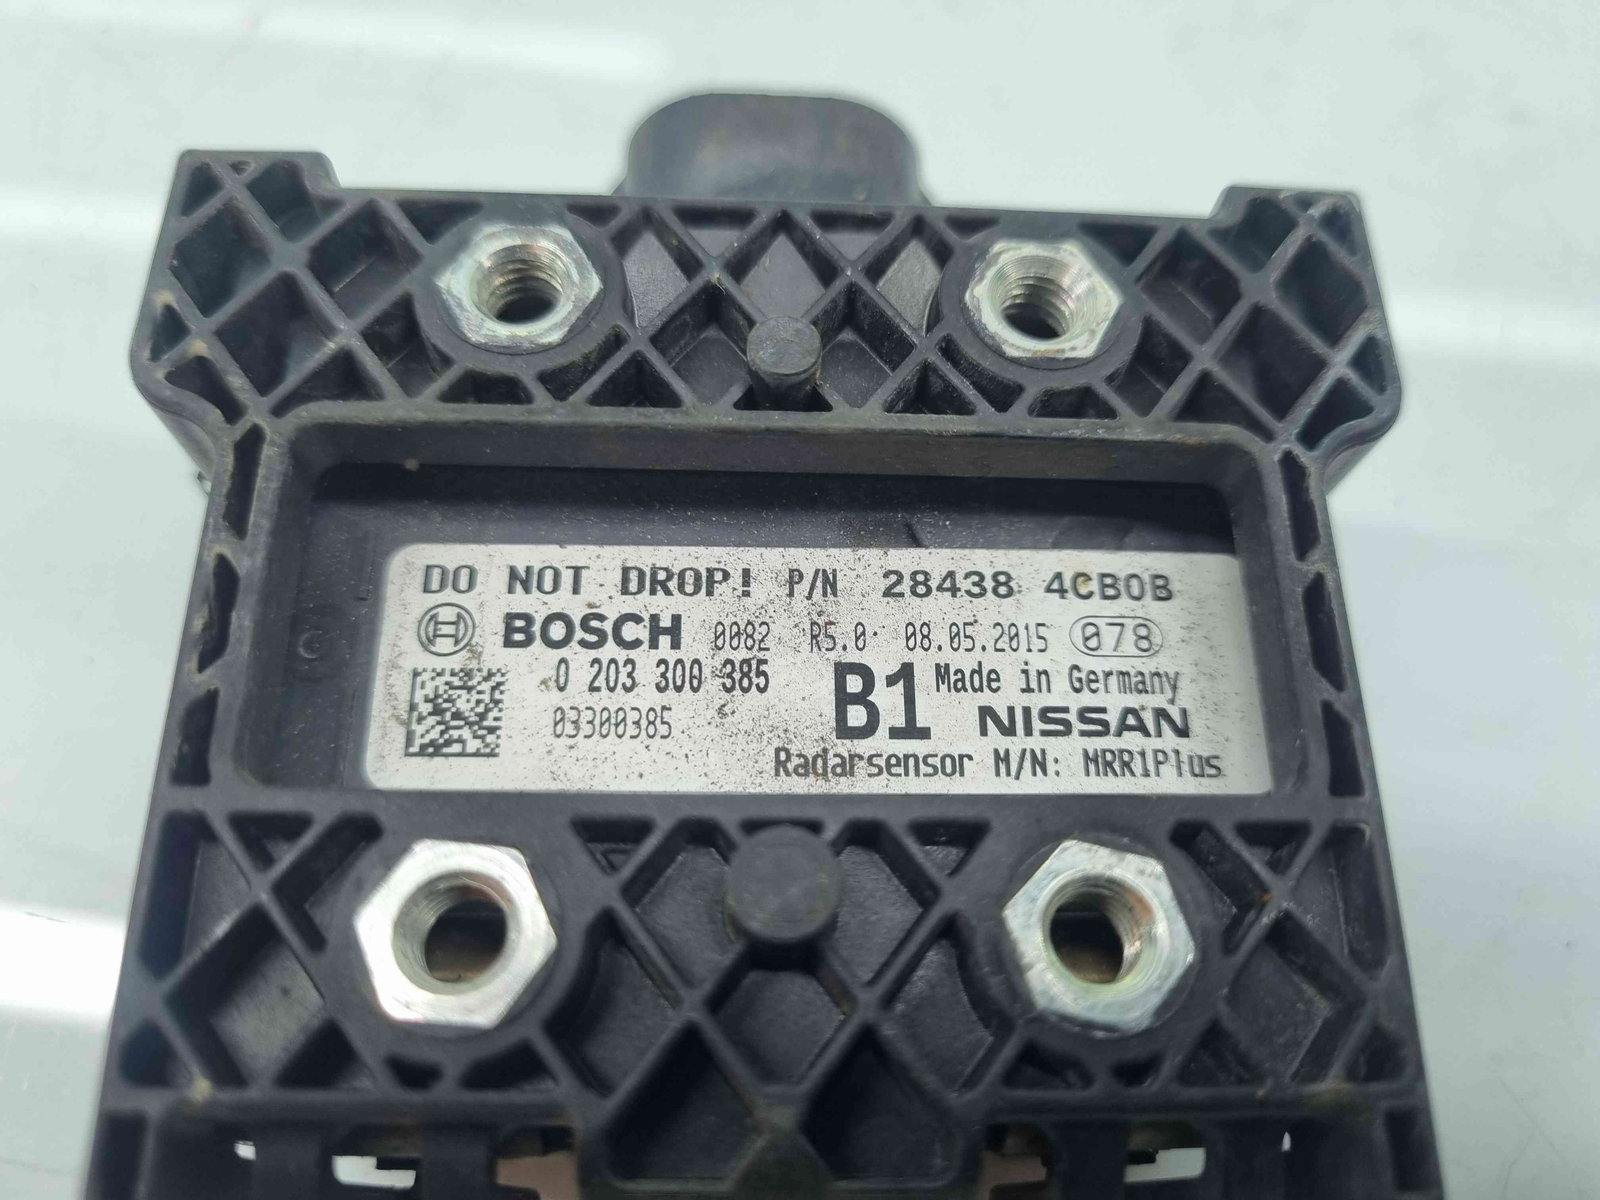 DO NOT DROP! P/N 28438 4CB0B
BOSCH 0082 R5.0 08.05.2015 078
0 203 300 385 B1 Made in Germany
03300385 NISSAN
Radarsensor M/N: MRR1Plus